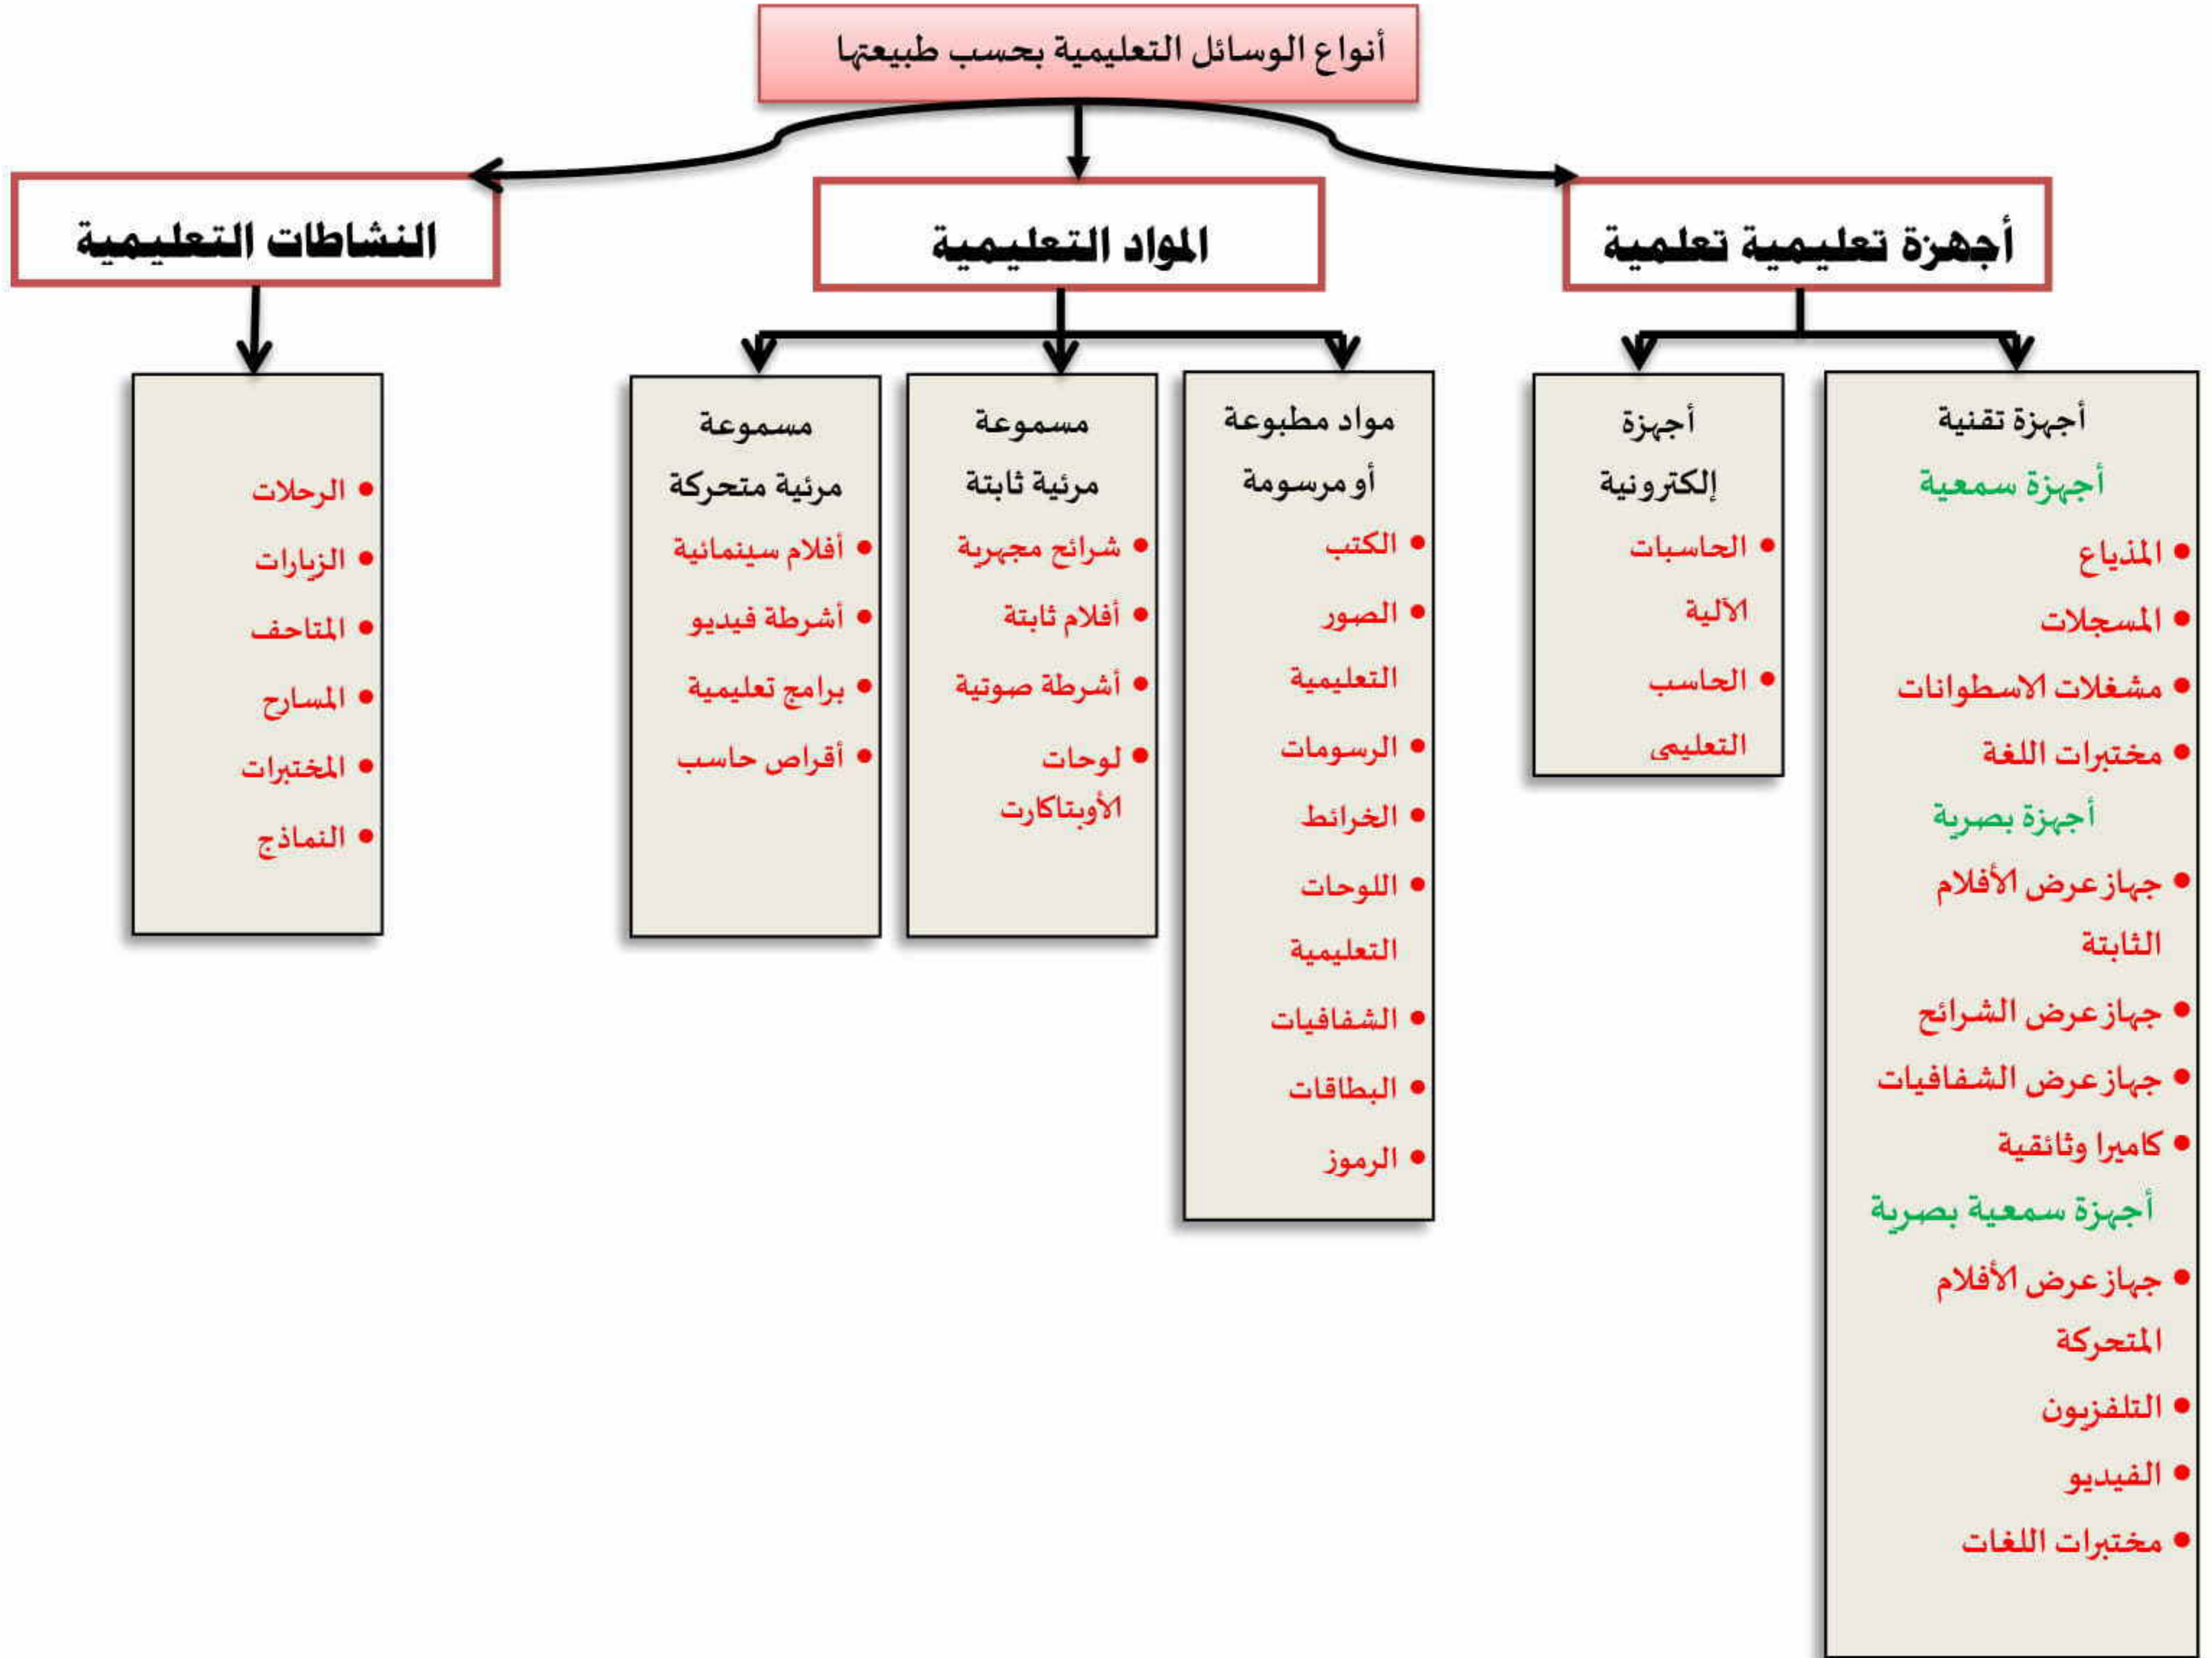 أنواع الوسائل التعليمية بحسب طبيعتها
أجهزة تعليمية تعلمية
المواد التعليمية
النشاطات التعليمية
أجهزة تقنية
أجهزة سمعية
• المذياع
• المسجلات
• مشغلات الاسطوانات
• مختبرات اللغة
أجهزة بصرية
• جهاز عرض الأفلام
الثابتة
• جهاز عرض الشرائح
• جهاز عرض الشفافيات
• كاميرا وثائقية
أجهزة سمعية بصرية
• جهاز عرض الأفلام
المتحركة
• التلفزيون
• الفيديو
• مختبرات اللغات
أجهزة
إلكترونية
• الحاسبات
الآلية
• الحاسب
التعليمي
مواد مطبوعة
أو مرسومة
• الكتب
• الصور
التعليمية
• الرسومات
• الخرائط
• اللوحات
التعليمية
• الشفافيات
• البطاقات
• الرموز
مسموعة
مرئية ثابتة
• شرائح مجهرية
• أفلام ثابتة
• أشرطة صوتية
• لوحات
الأوبتاكارت
مسموعة
مرئية متحركة
• أفلام سينمائية
• أشرطة فيديو
• برامج تعليمية
• أقراص حاسب
• الرحلات
• الزيارات
• المتاحف
• المسارح
• المختبرات
• النماذج